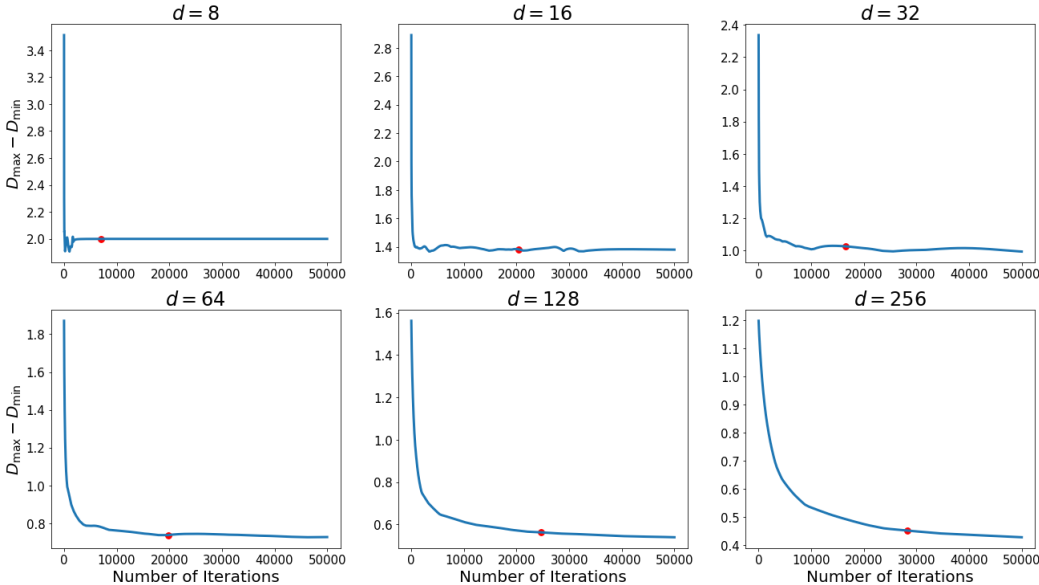 d = 8
D_max − D_min
3.4
3.2
3.0
2.8
2.6
2.4
2.2
2.0
0 10000 20000 30000 40000 50000
d = 16
2.8
2.6
2.4
2.2
2.0
1.8
1.6
1.4
0 10000 20000 30000 40000 50000
d = 32
2.4
2.2
2.0
1.8
1.6
1.4
1.2
1.0
0 10000 20000 30000 40000 50000
d = 64
D_max − D_min
1.8
1.6
1.4
1.2
1.0
0.8
0 10000 20000 30000 40000 50000
Number of Iterations
d = 128
1.6
1.4
1.2
1.0
0.8
0.6
0 10000 20000 30000 40000 50000
Number of Iterations
d = 256
1.2
1.1
1.0
0.9
0.8
0.7
0.6
0.5
0.4
0 10000 20000 30000 40000 50000
Number of Iterations